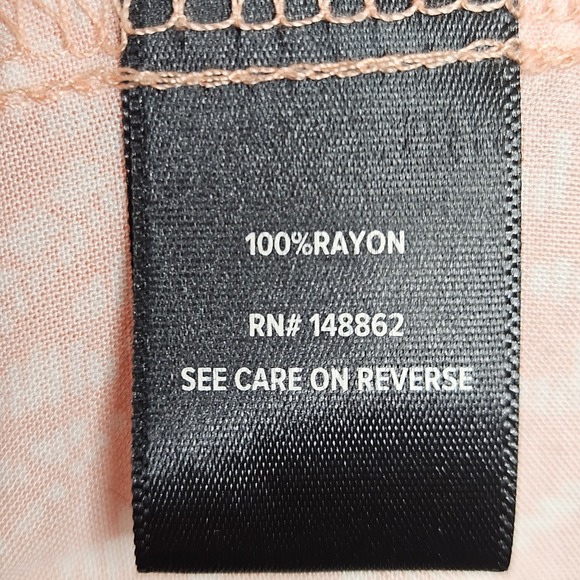 100%RAYON
RN# 148862
SEE CARE ON REVERSE